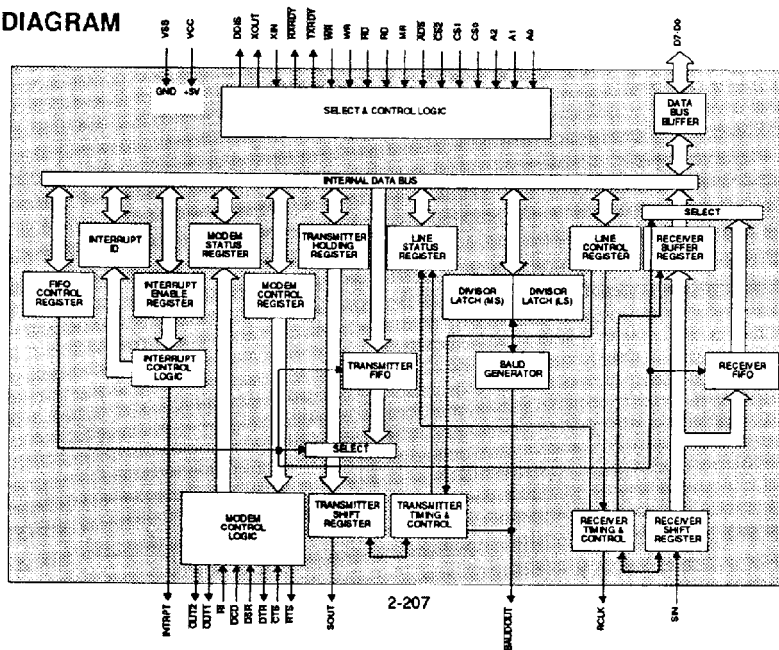 DIAGRAM
VSS
VCC
DDIS
XOUT
XIN
RXRDY
TXRDY
WR
WR
RD
RD
MR
ADS
CS2
CS1
CS0
A2
A1
A0
D7-D0
GND
+5V
SELECT & CONTROL LOGIC
DATA
BUS
BUFFER
INTERNAL DATA BUS
SELECT
INTERRUPT
ID
MODEM
STATUS
REGISTER
TRANSMITTER
HOLDING
REGISTER
LINE
STATUS
REGISTER
LINE
CONTROL
REGISTER
RECEIVER
BUFFER
REGISTER
FIFO
CONTROL
REGISTER
INTERRUPT
ENABLE
REGISTER
MODEM
CONTROL
REGISTER
DIVISOR
LATCH (MS)
DIVISOR
LATCH (LS)
INTERRUPT
CONTROL
LOGIC
TRANSMITTER
FIFO
BAUD
GENERATOR
RECEIVER
FIFO
SELECT
MODEM
CONTROL
LOGIC
TRANSMITTER
SHIFT
REGISTER
TRANSMITTER
TIMING &
CONTROL
RECEIVER
TIMING &
CONTROL
RECEIVER
SHIFT
REGISTER
INTRPT
OUT2
OUT1
RI
DCD
DSR
DTR
CTS
RTS
SOUT
2-207
BAUDOUT
RCLK
SIN